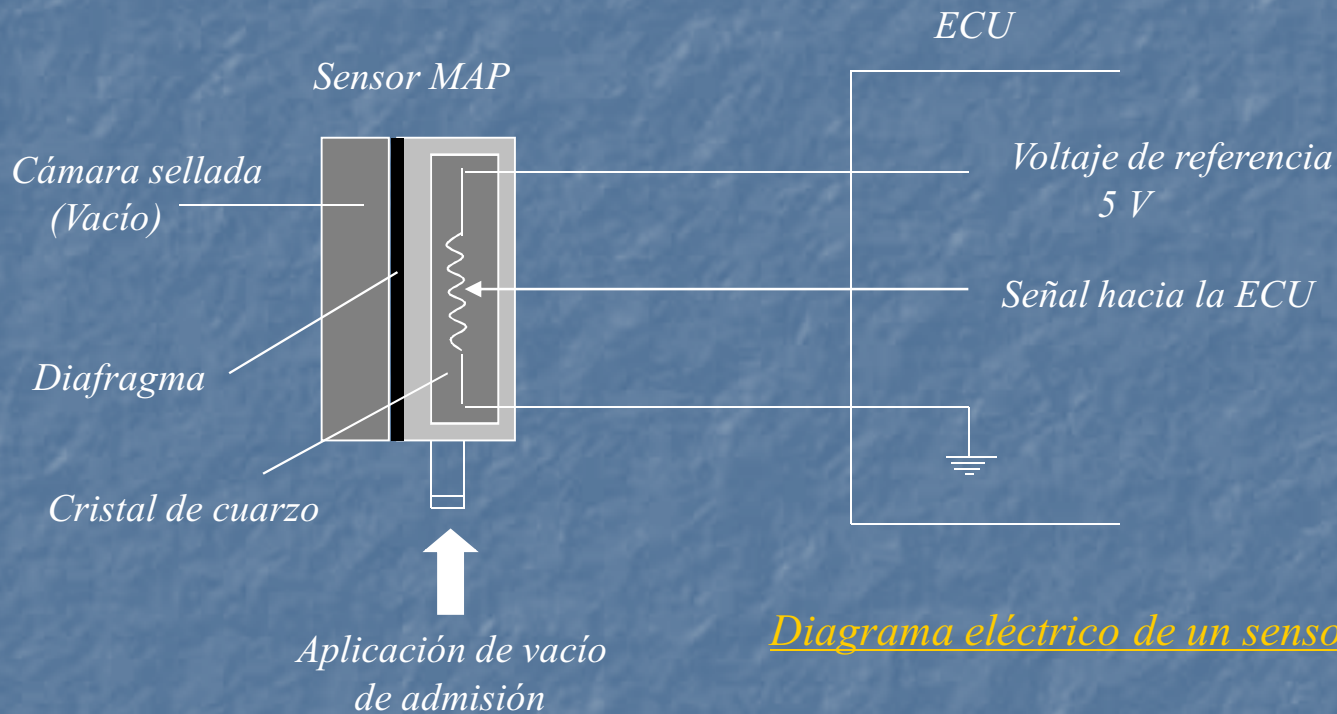 ECU
Sensor MAP
Cámara sellada
(Vacío)
Voltaje de referencia
5 V
Señal hacia la ECU
Diafragma
Cristal de cuarzo
Aplicación de vacío
de admisión
Diagrama eléctrico de un senso